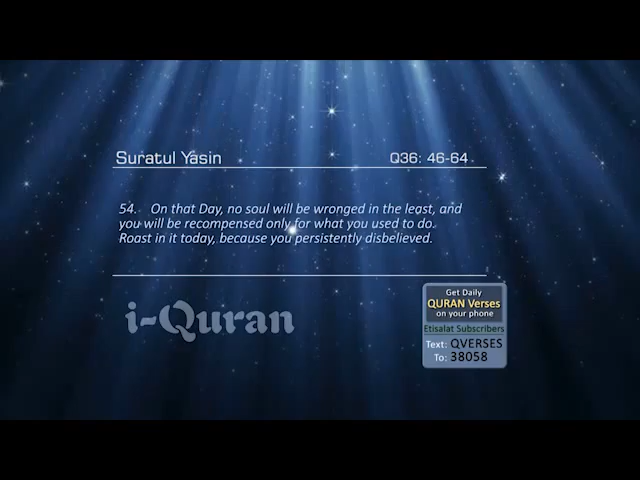 Suratul Yasin Q36: 46-64
54. On that Day, no soul will be wronged in the least, and
you will be recompensed only for what you used to do.
Roast in it today, because you persistently disbelieved.
i-Quran
Get Daily
QURAN Verses
on your phone
Etisalat Subscribers
Text: QVERSES
To: 38058